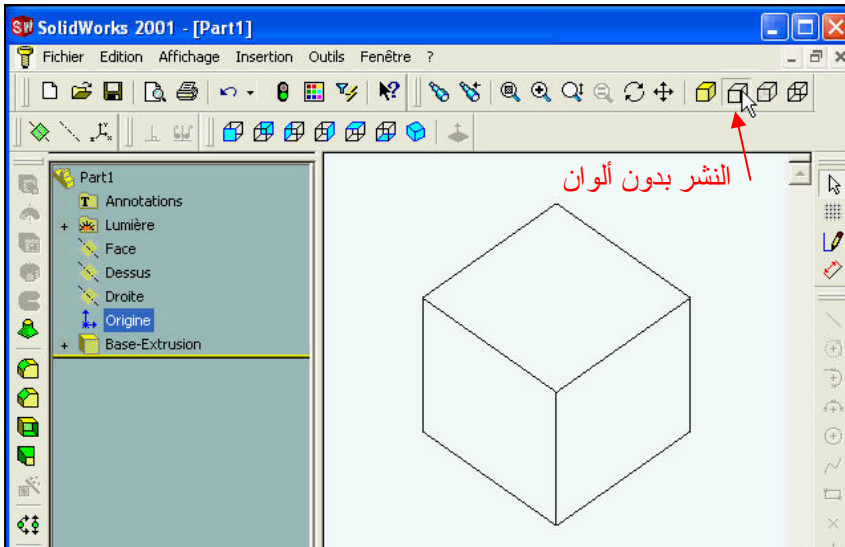 SolidWorks 2001 - [Part1]
Fichier Edition Affichage Insertion Outils Fenêtre ?
النشر بدون ألوان
Part1
Annotations
Lumière
Face
Dessus
Droite
Origine
Base-Extrusion